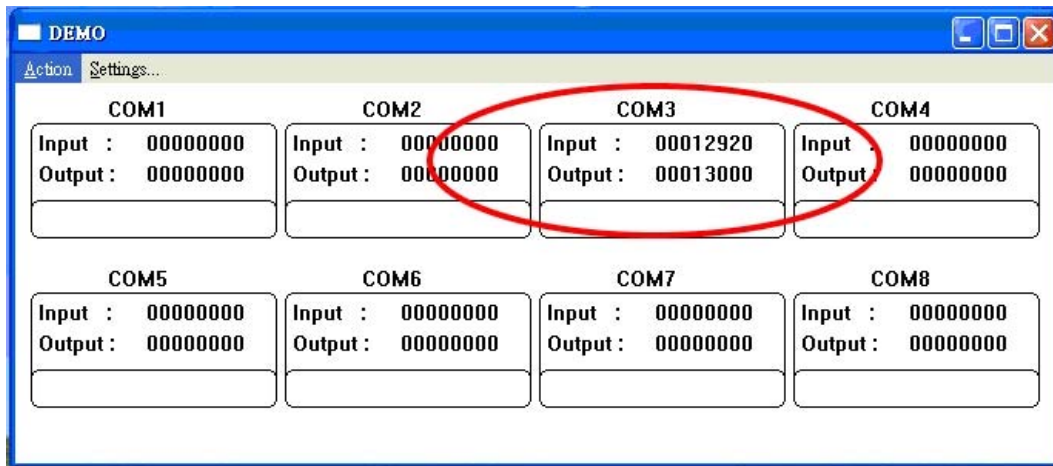 DEMO
Action Settings...
COM1 COM2 COM3 COM4
Input : 00000000 Input : 00000000 Input : 00012920 Input : 00000000
Output : 00000000 Output : 00000000 Output : 00013000 Output : 00000000
COM5 COM6 COM7 COM8
Input : 00000000 Input : 00000000 Input : 00000000 Input : 00000000
Output : 00000000 Output : 00000000 Output : 00000000 Output : 00000000